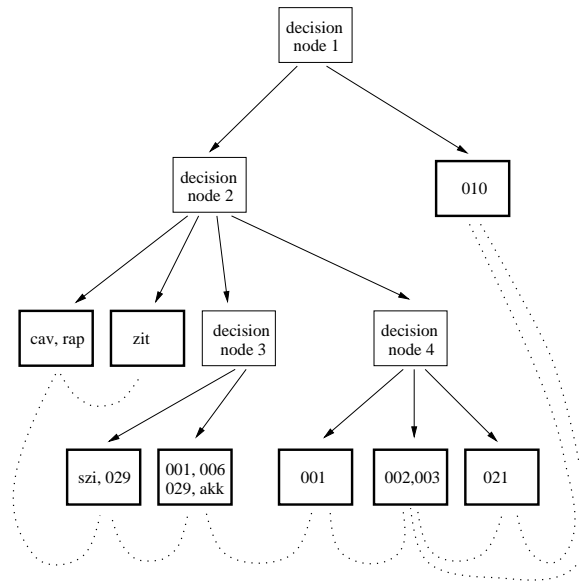 decision
node 1
decision
node 2
010
cav, rap
zit
decision
node 3
decision
node 4
szi, 029
001, 006
029, akk
001
002,003
021